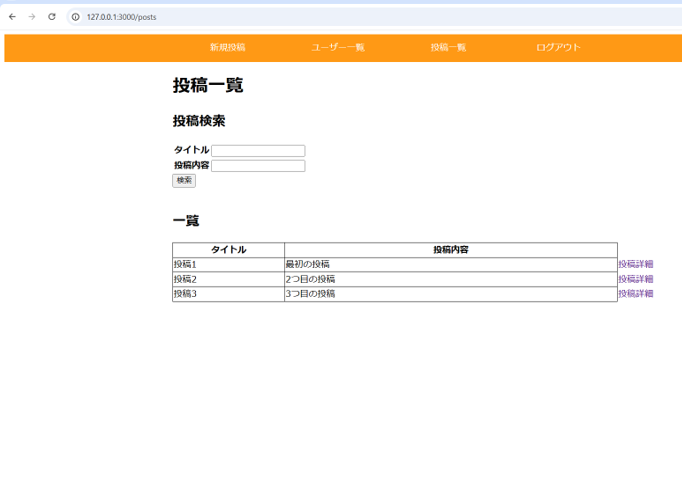 127.0.0.1:3000/posts
新規投稿 ユーザー一覧 投稿一覧 ログアウト
投稿一覧
投稿検索
タイトル
投稿内容
検索
一覧
タイトル 投稿内容
投稿1 最初の投稿 投稿詳細
投稿2 2つ目の投稿 投稿詳細
投稿3 3つ目の投稿 投稿詳細